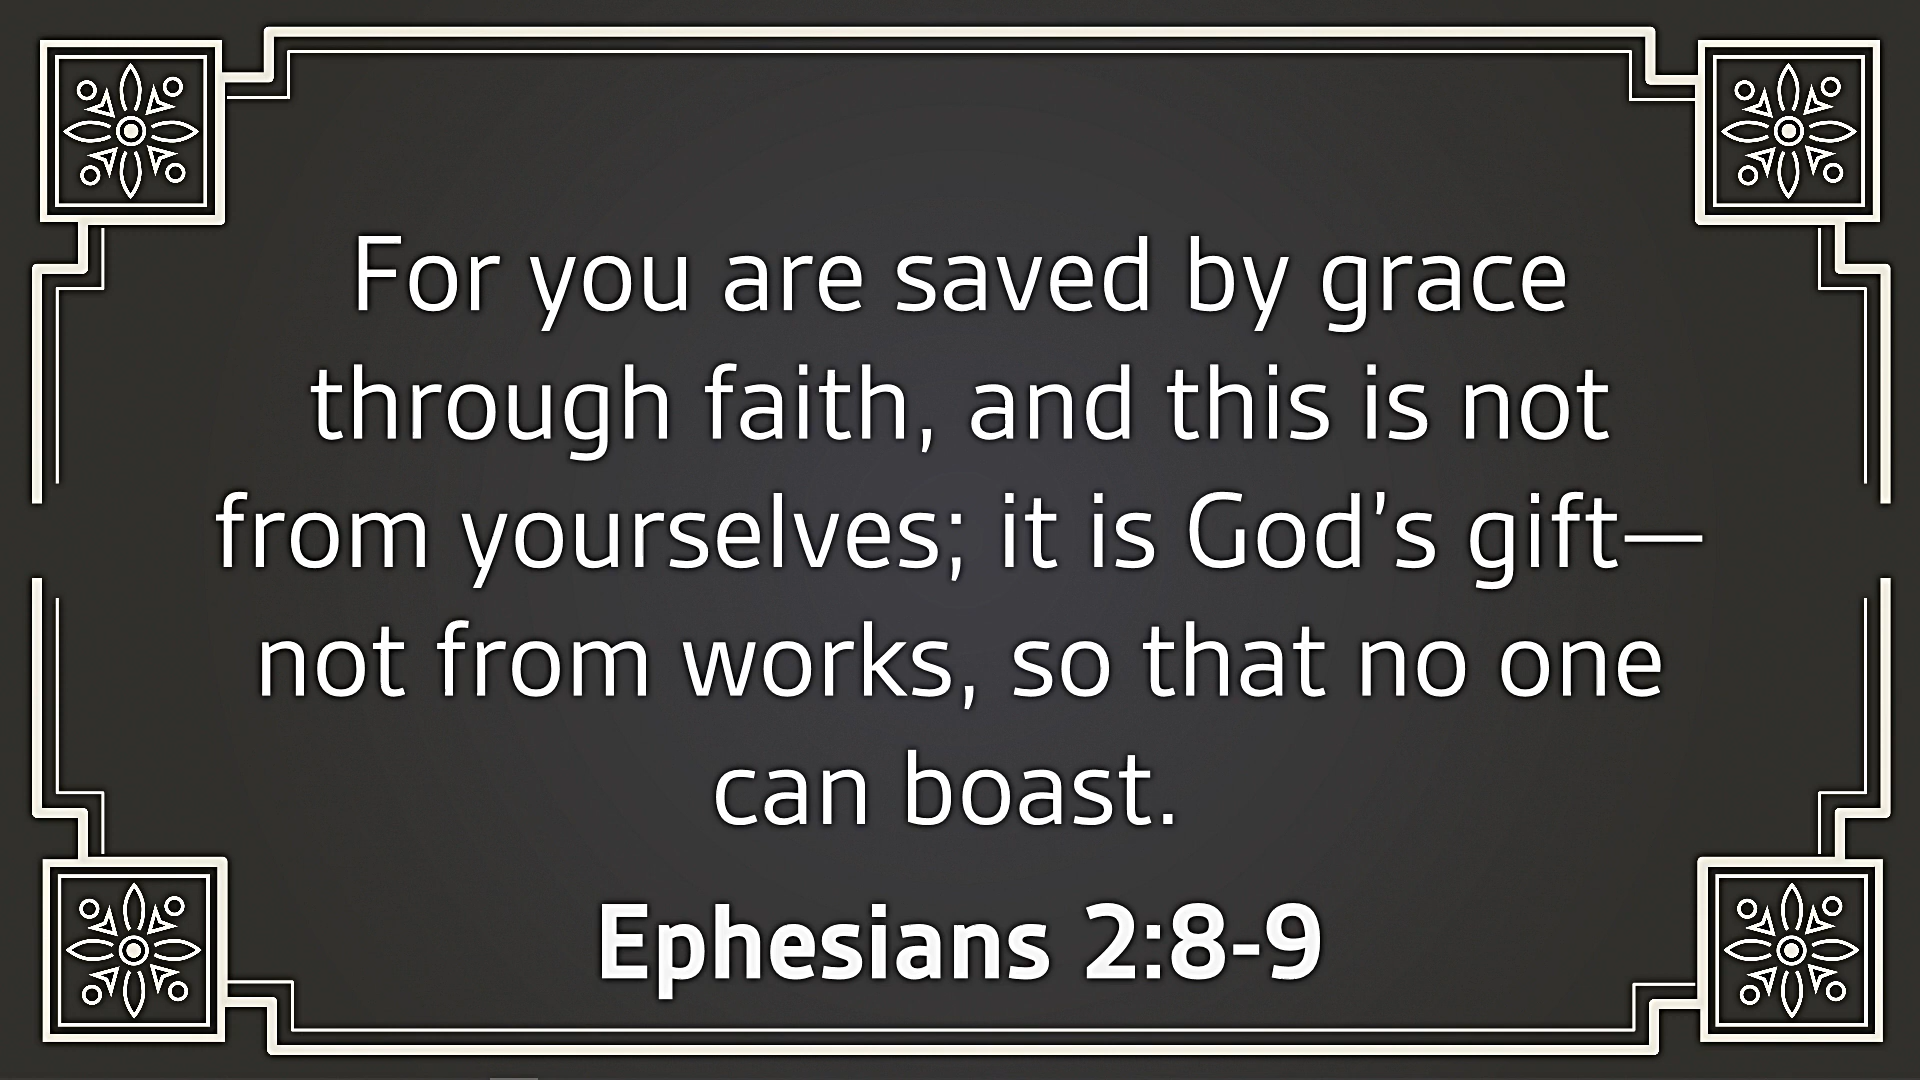 For you are saved by grace
through faith, and this is not
from yourselves; it is God’s gift—
not from works, so that no one
can boast.
Ephesians 2:8-9